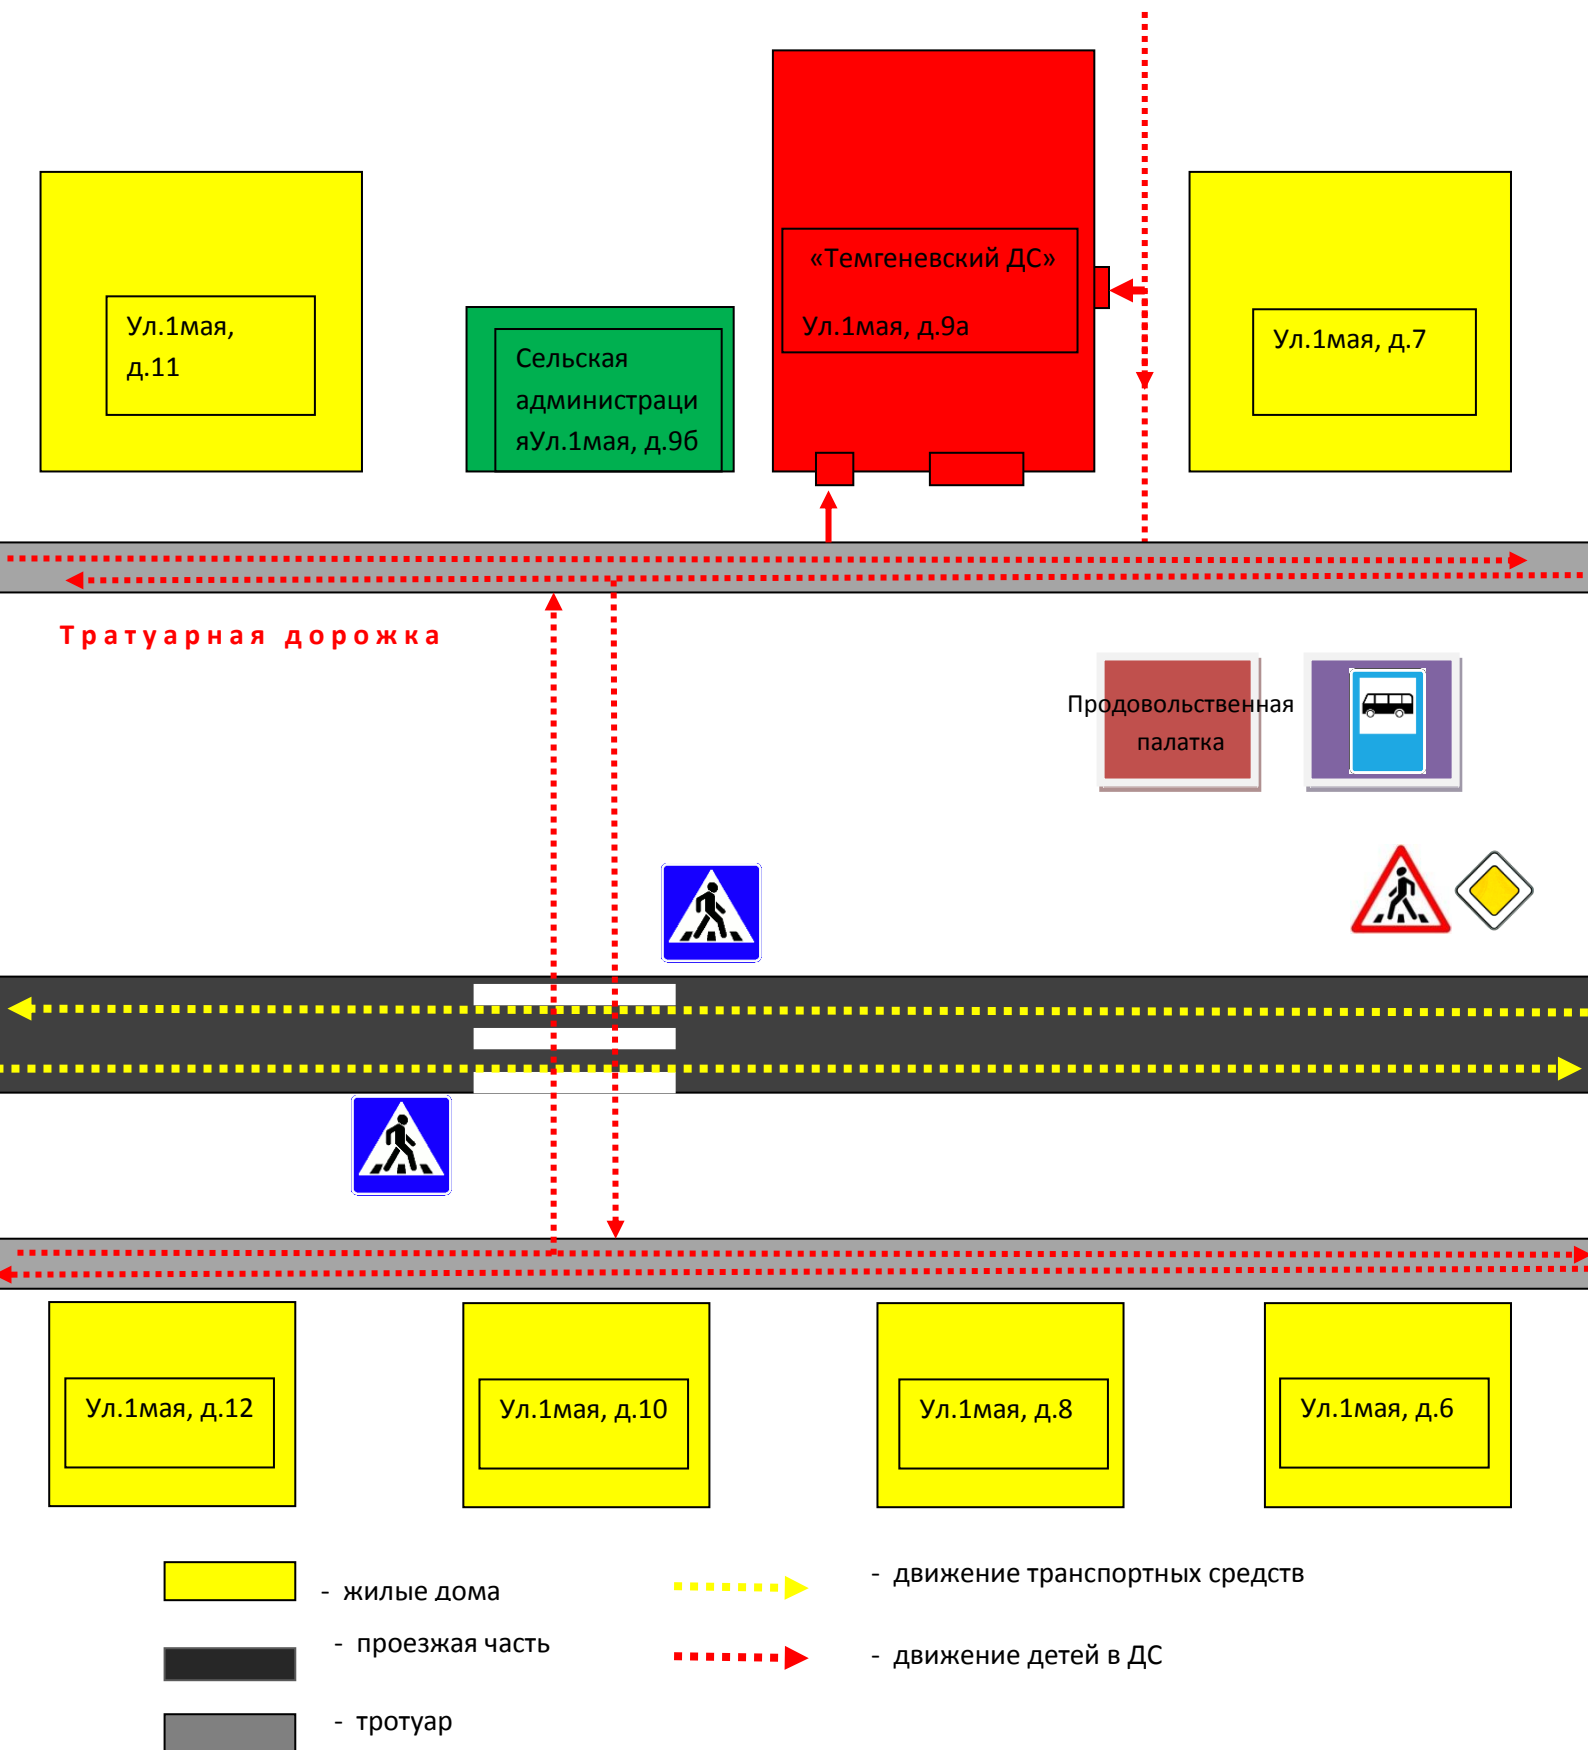 «Темгеневский ДС»
Ул.1мая, д.9а
Ул.1мая,
д.11
Сельская
администраци
яУл.1мая, д.9б
Ул.1мая, д.7
Тратуарная дорожка
Продовольственная
палатка
Ул.1мая, д.12
Ул.1мая, д.10
Ул.1мая, д.8
Ул.1мая, д.6
- жилые дома
- движение транспортных средств
- проезжая часть
- движение детей в ДС
- тротуар